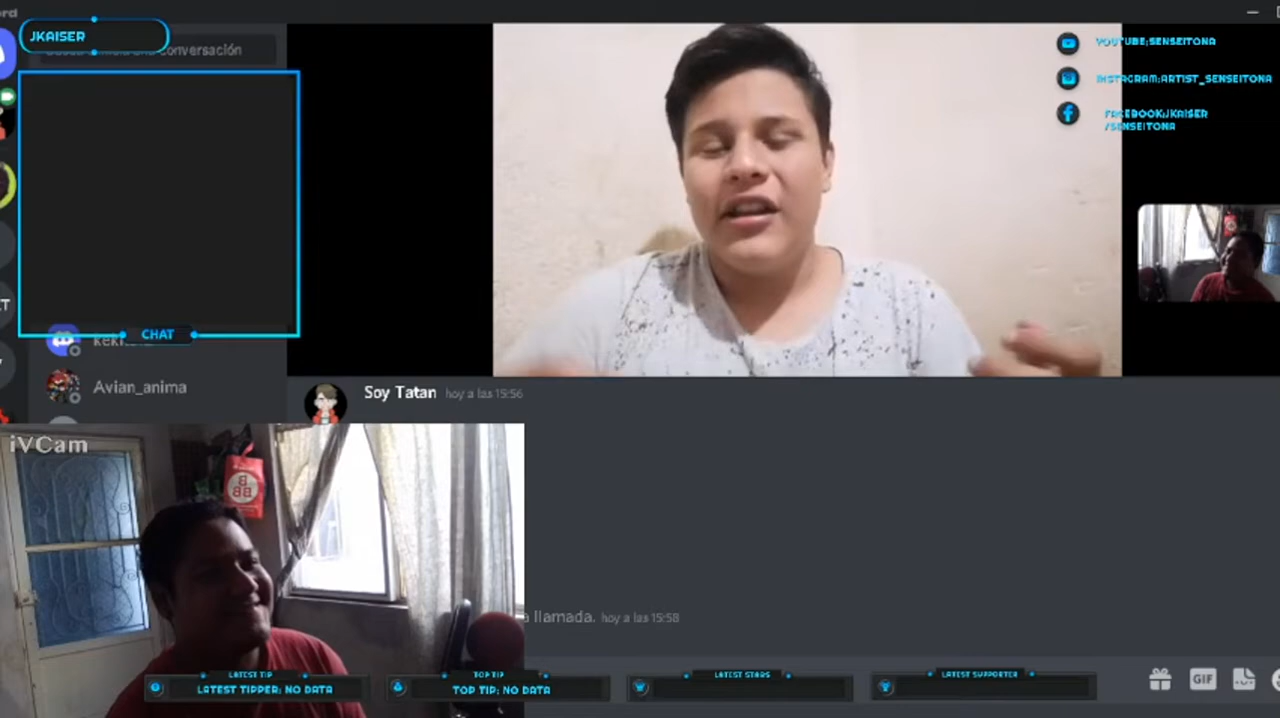 JKAISER
conversación
YOUTUBE:SENSEITONA
INSTAGRAM:ARTIST_SENSEITONA
FACEBOOK:JKAISER
/SENSEITONA
CHAT
Avian_anima
Soy Tatan hoy a las 15:56
iVCam
llamada. hoy a las 15:58
LATEST TIP
LATEST TIPPER: NO DATA
TOP TIP
TOP TIP: NO DATA
LATEST STARS
LATEST SUPPORTER
GIF